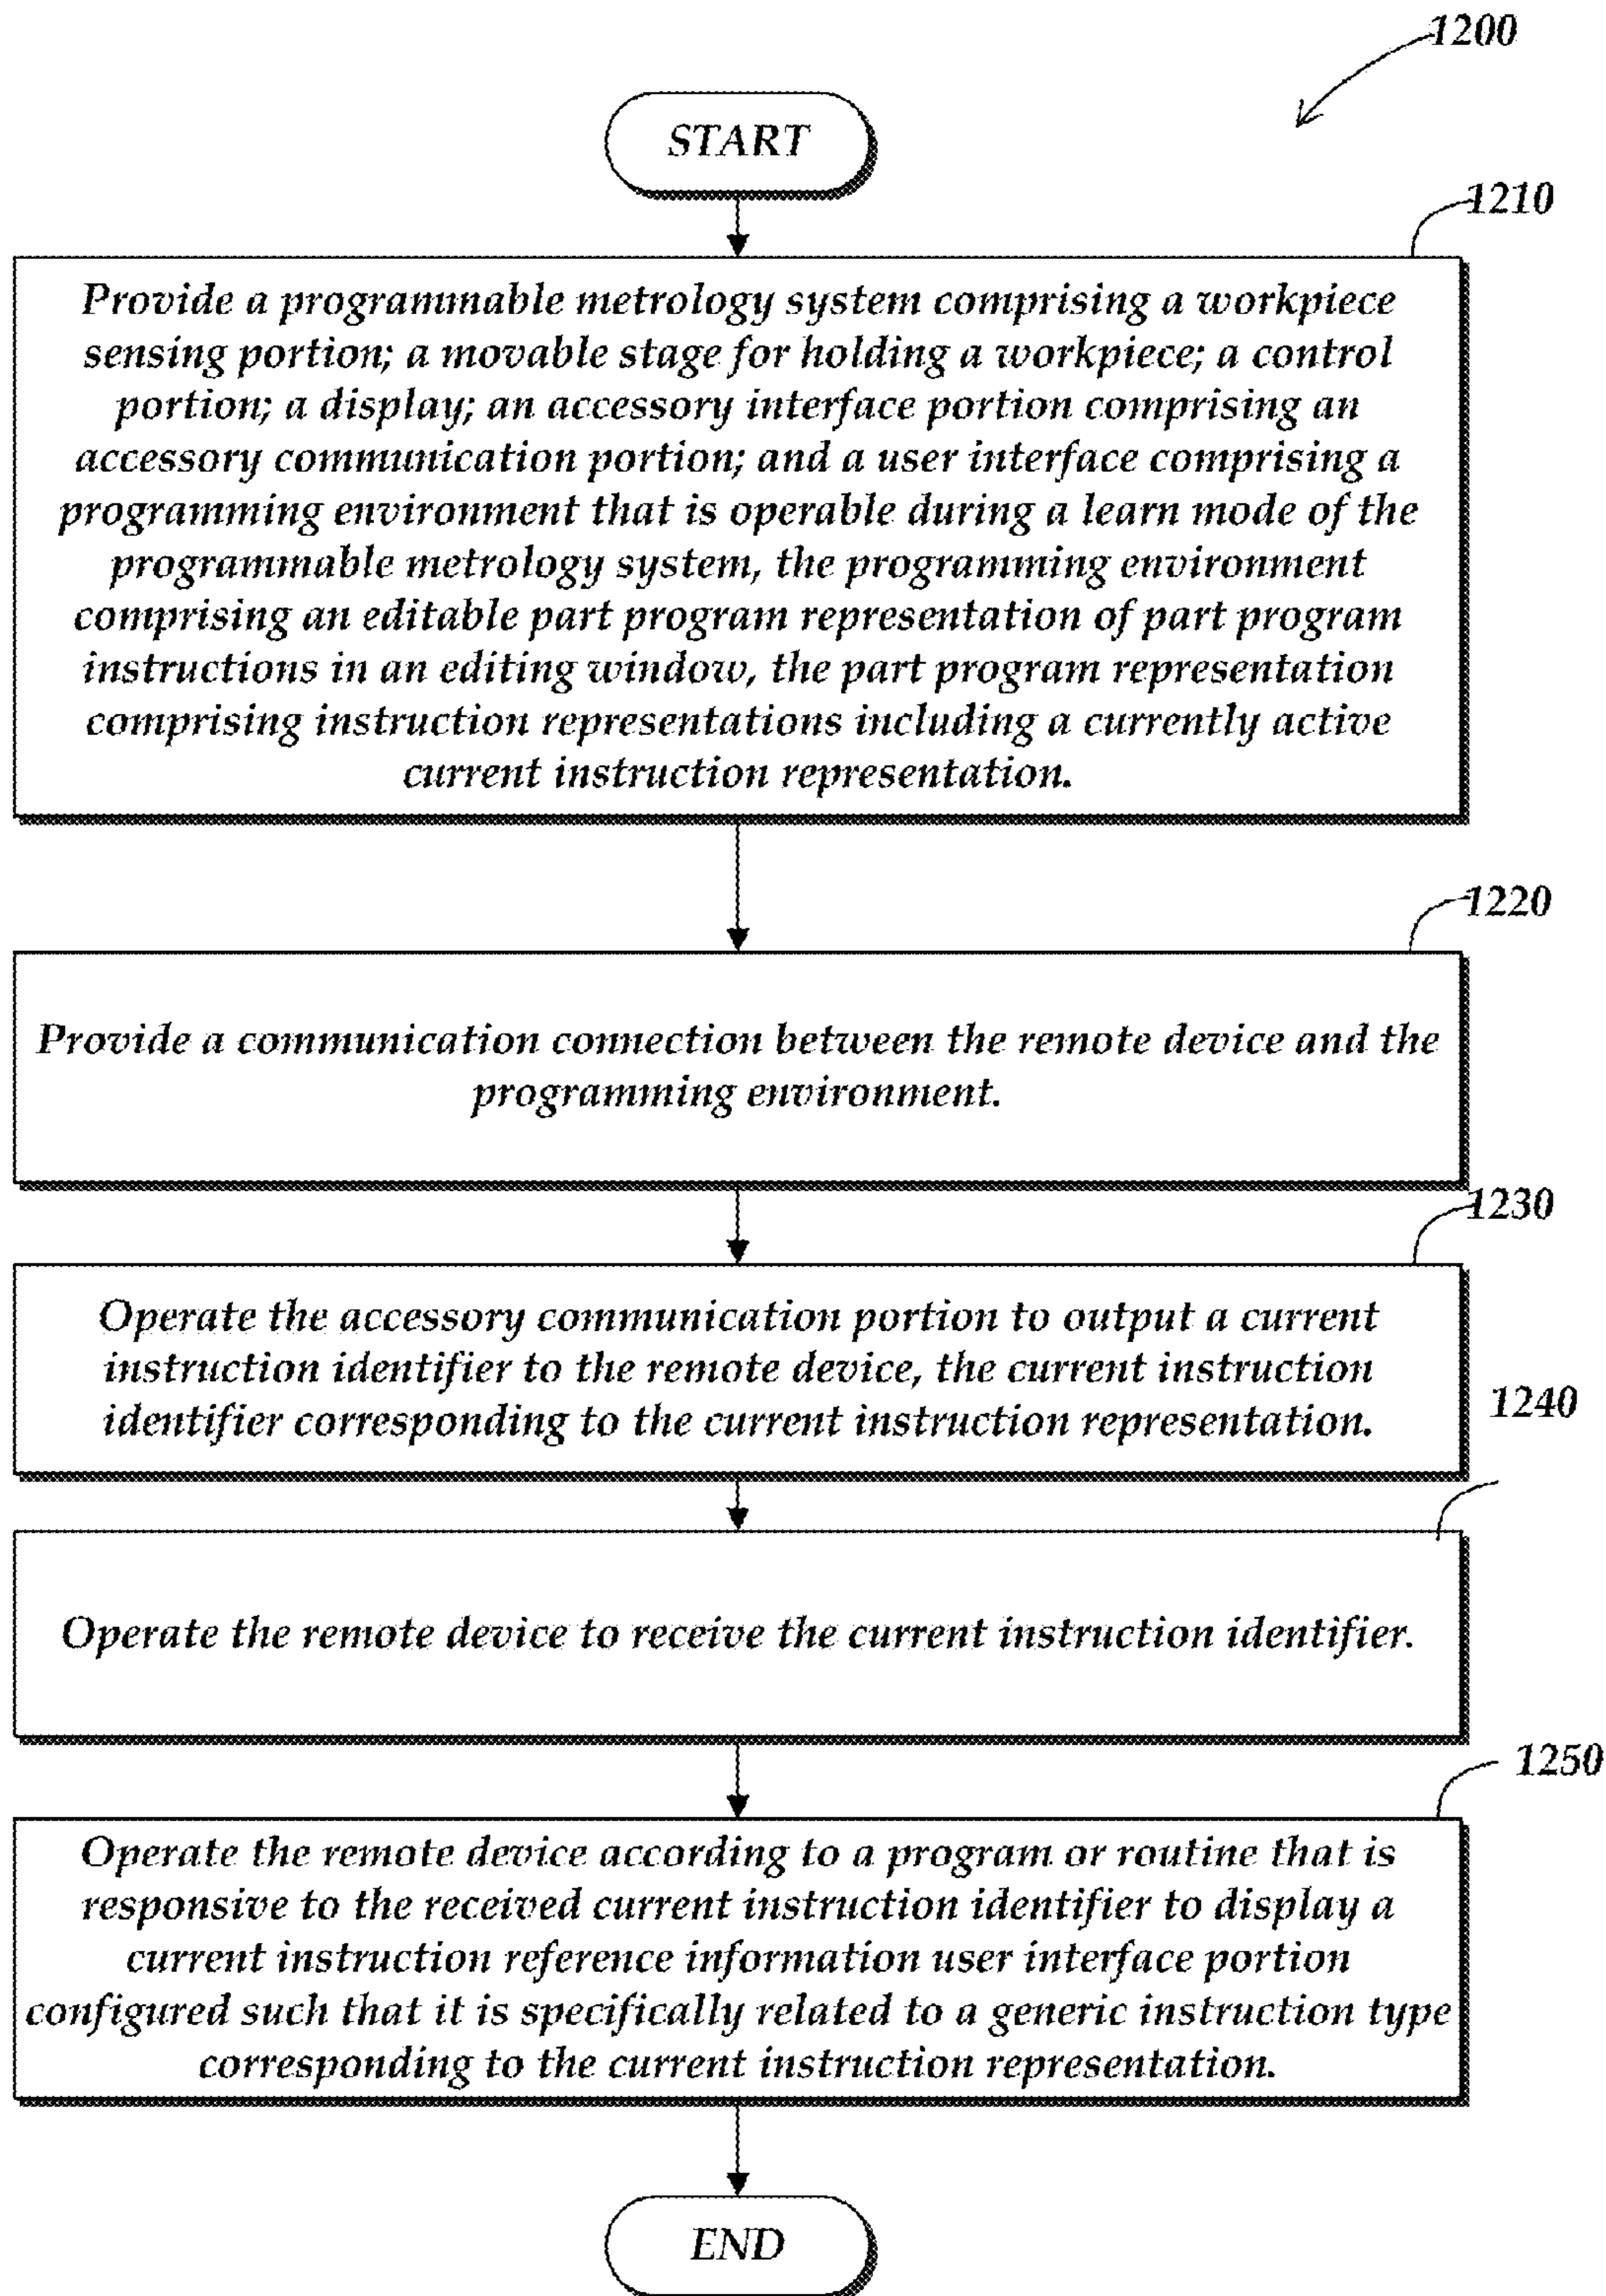 1200
START
1210
Provide a programmable metrology system comprising a workpiece
sensing portion; a movable stage for holding a workpiece; a control
portion; a display; an accessory interface portion comprising an
accessory communication portion; and a user interface comprising a
programming environment that is operable during a learn mode of the
programmable metrology system, the programming environment
comprising an editable part program representation of part program
instructions in an editing window, the part program representation
comprising instruction representations including a currently active
current instruction representation.
1220
Provide a communication connection between the remote device and the
programming environment.
1230
Operate the accessory communication portion to output a current
instruction identifier to the remote device, the current instruction
identifier corresponding to the current instruction representation.
1240
Operate the remote device to receive the current instruction identifier.
1250
Operate the remote device according to a program or routine that is
responsive to the received current instruction identifier to display a
current instruction reference information user interface portion
configured such that it is specifically related to a generic instruction type
corresponding to the current instruction representation.
END